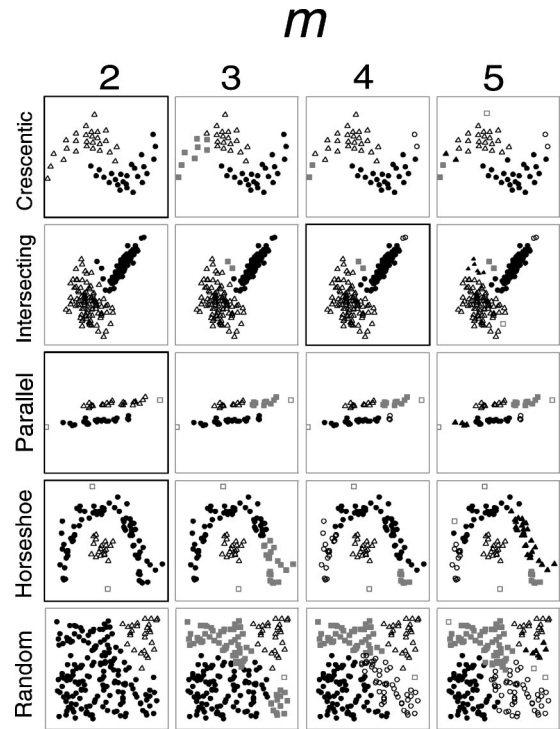 m
2 3 4 5
Crescentic
Intersecting
Parallel
Horseshoe
Random